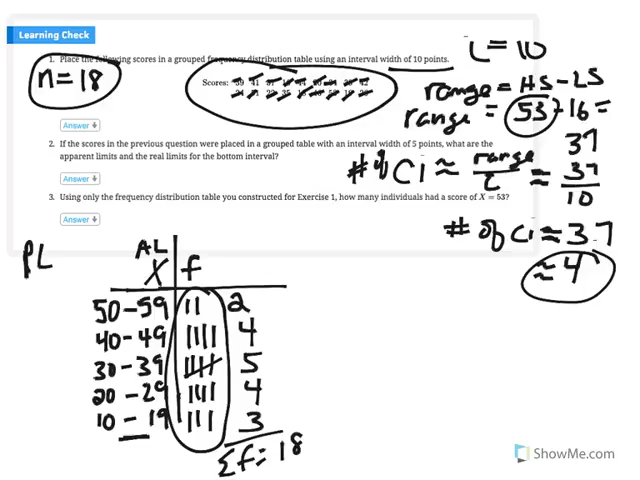 Learning Check
1. Place the following scores in a grouped frequency distribution table using an interval width of 10 points.
n=18
Scores:
i = 10
range = HS - LS
range = 53 - 16 =
37
Answer
2. If the scores in the previous question were placed in a grouped table with an interval width of 5 points, what are the
apparent limits and the real limits for the bottom interval?
# of CI ≈ range/i ≈ 37/10
Answer
3. Using only the frequency distribution table you constructed for Exercise 1, how many individuals had a score of X = 53?
Answer
# of CI ≈ 3.7
≈ 4
RL
AL
X f
50-59 || 2
40-49 |||| 4
30-39 5
20-29 |||| 4
10-19 ||| 3
Σf = 18
ShowMe.com